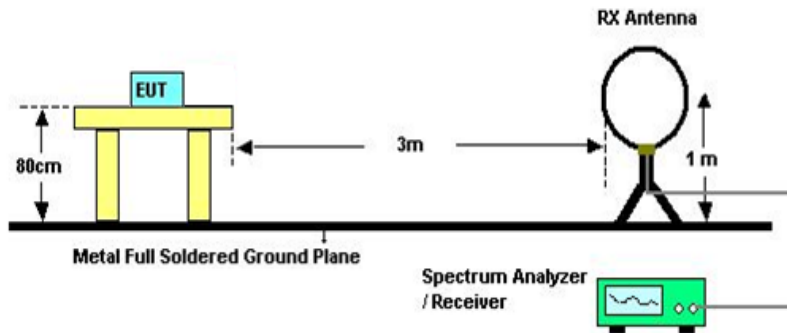 RX Antenna
EUT
3m
80cm
1 m
Metal Full Soldered Ground Plane
Spectrum Analyzer
/ Receiver